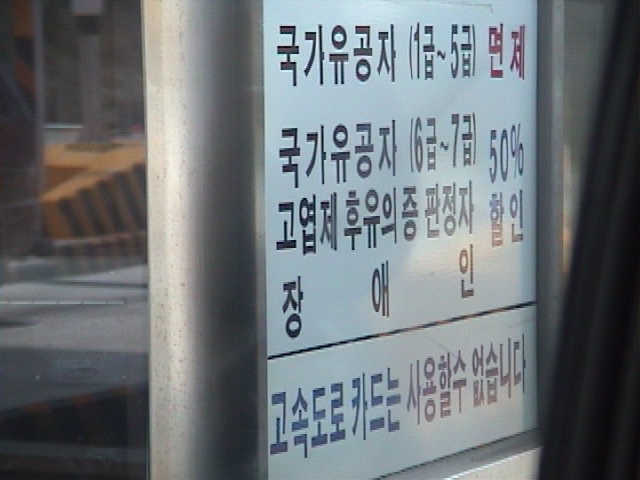 국가유공자 (1급~5급) 면제
국가유공자 (6급~7급) 50%
고엽제후유의증 판정자 할인
장애인
고속도로 카드는 사용할수 없습니다